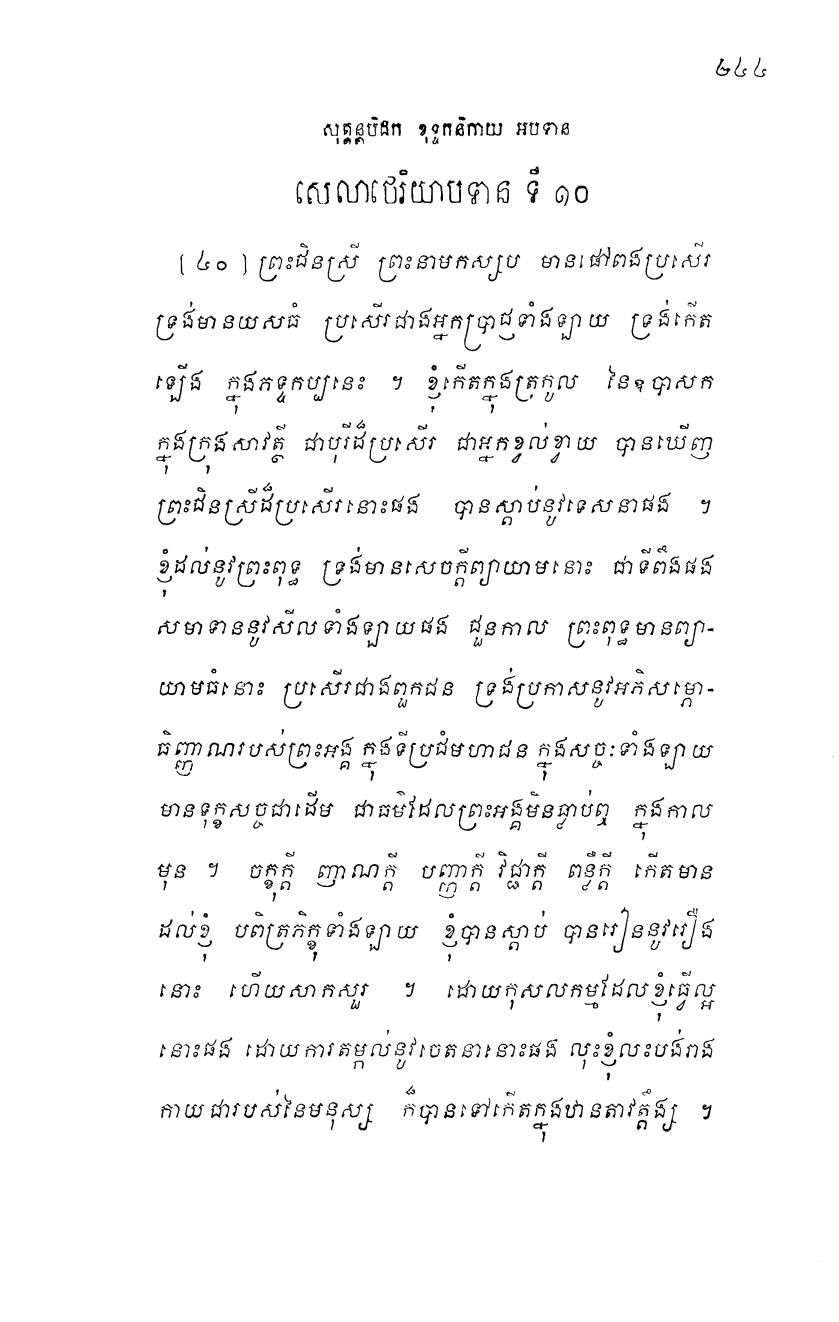 ២៤៤
សុត្តន្តបិដក ខុទ្ទកនិកាយ អបទាន
សេលាថេរិយាបទាន ទី ១០
[ ៤០ ] ព្រះជិនស្រី ព្រះនាមកស្សប មានផៅពងប្រសើរ
ទ្រង់មានយសធំ ប្រសើរជាងអ្នកប្រាជ្ញទាំងឡាយ ទ្រង់កើត
ឡើង ក្នុងភទ្ទកប្បនេះ ។ ខ្ញុំកើតក្នុងត្រកូល នៃឧបាសក
ក្នុងក្រុងសាវត្ថី ជាបុរីដ៏ប្រសើរ ជាអ្នកខ្វល់ខ្វាយ បានឃើញ
ព្រះជិនស្រីដ៏ប្រសើរនោះផង បានស្តាប់នូវទេសនាផង ។
ខ្ញុំដល់នូវព្រះពុទ្ធ ទ្រង់មានសេចក្តីព្យាយាមនោះ ជាទីពឹងផង
សមាទាននូវសីលទាំងឡាយផង ជួនកាល ព្រះពុទ្ធមានព្យា-
យាមធំនោះ ប្រសើរជាងពួកជន ទ្រង់ប្រកាសនូវអភិសម្ពោ-
ធិញ្ញាណរបស់ព្រះអង្គ ក្នុងទីប្រជំមហាជន ក្នុងសច្ចៈទាំងឡាយ
មានទុក្ខសច្ចជាដើម ជាធម៌ដែលព្រះអង្គមិនធ្លាប់ឮ ក្នុងកាល
មុន ។ ចក្ខុក្តី ញាណក្តី បញ្ញាក្តី វិជ្ជាក្តី ពន្លឺក្តី កើតមាន
ដល់ខ្ញុំ បពិត្រភិក្ខុទាំងឡាយ ខ្ញុំបានស្តាប់ បានរៀននូវរឿង
នោះ ហើយសាកសួរ ។ ដោយកុសលកម្មដែលខ្ញុំធ្វើល្អ
នោះផង ដោយការតម្កល់នូវចេតនានោះផង លុះខ្ញុំលះបង់រាង
កាយជារបស់នៃមនុស្ស ក៏បានទៅកើតក្នុងឋានតាវត្តឹង្ស ។